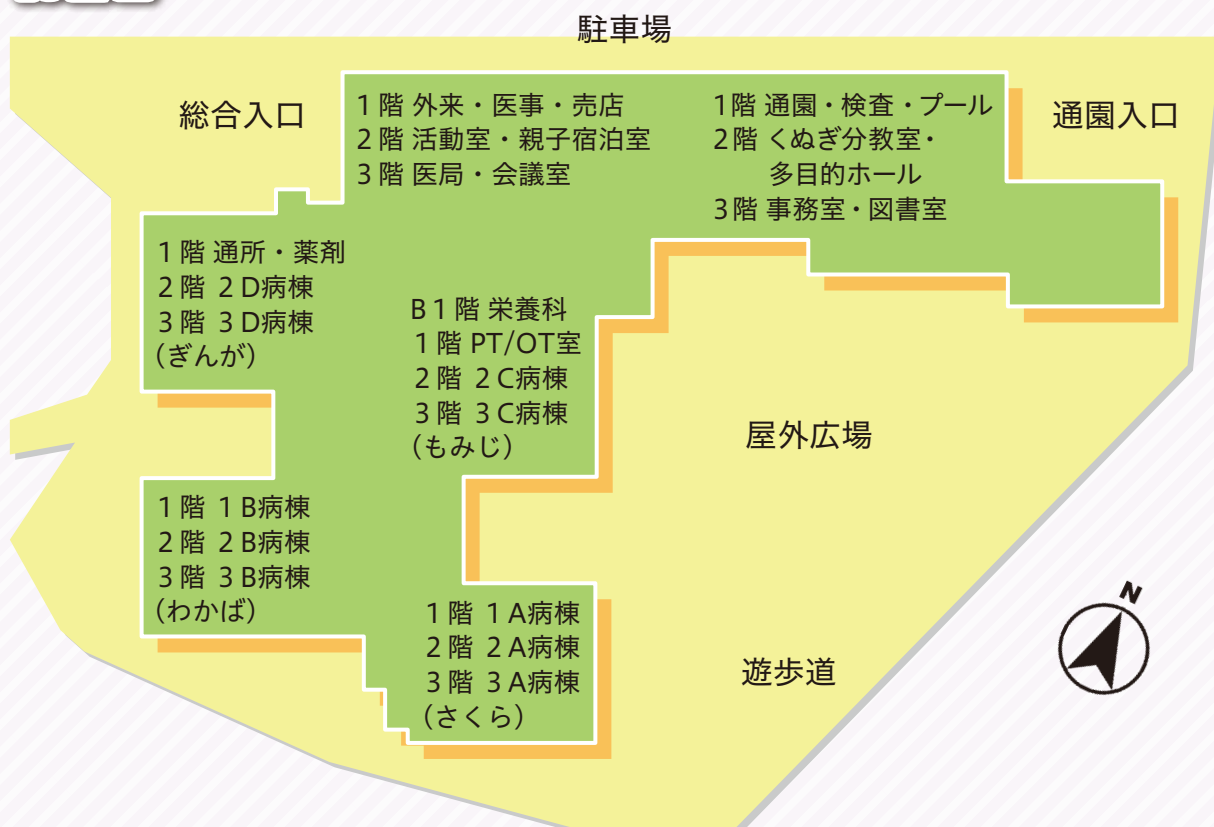 駐車場
総合入口
1階 外来・医事・売店
2階 活動室・親子宿泊室
3階 医局・会議室
1階 通園・検査・プール
2階 くぬぎ分教室・
多目的ホール
3階 事務室・図書室
通園入口
1階 通所・薬剤
2階 2D病棟
3階 3D病棟
(ぎんが)
B1階 栄養科
1階 PT/OT室
2階 2C病棟
3階 3C病棟
(もみじ)
屋外広場
1階 1B病棟
2階 2B病棟
3階 3B病棟
(わかば)
1階 1A病棟
2階 2A病棟
3階 3A病棟
(さくら)
遊歩道
N